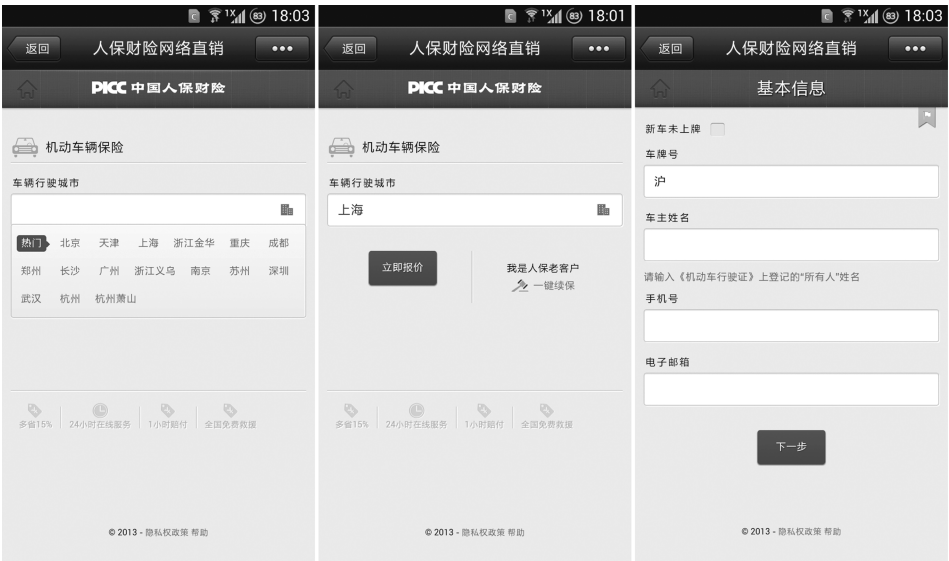 1X 83 18:03
返回 人保财险网络直销
PICC 中国人保财险
机动车辆保险
车辆行驶城市
热门 北京 天津 上海 浙江金华 重庆 成都
郑州 长沙 广州 浙江义乌 南京 苏州 深圳
武汉 杭州 杭州萧山
多省15% 24小时在线服务 1小时赔付 全国免费救援
© 2013 - 隐私权政策 帮助
1X 83 18:01
返回 人保财险网络直销
PICC 中国人保财险
机动车辆保险
车辆行驶城市
上海
立即报价
我是人保老客户
一键续保
多省15% 24小时在线服务 1小时赔付 全国免费救援
© 2013 - 隐私权政策 帮助
1X 83 18:03
返回 人保财险网络直销
基本信息
新车未上牌
车牌号
沪
车主姓名
请输入《机动车行驶证》上登记的"所有人"姓名
手机号
电子邮箱
下一步
© 2013 - 隐私权政策 帮助